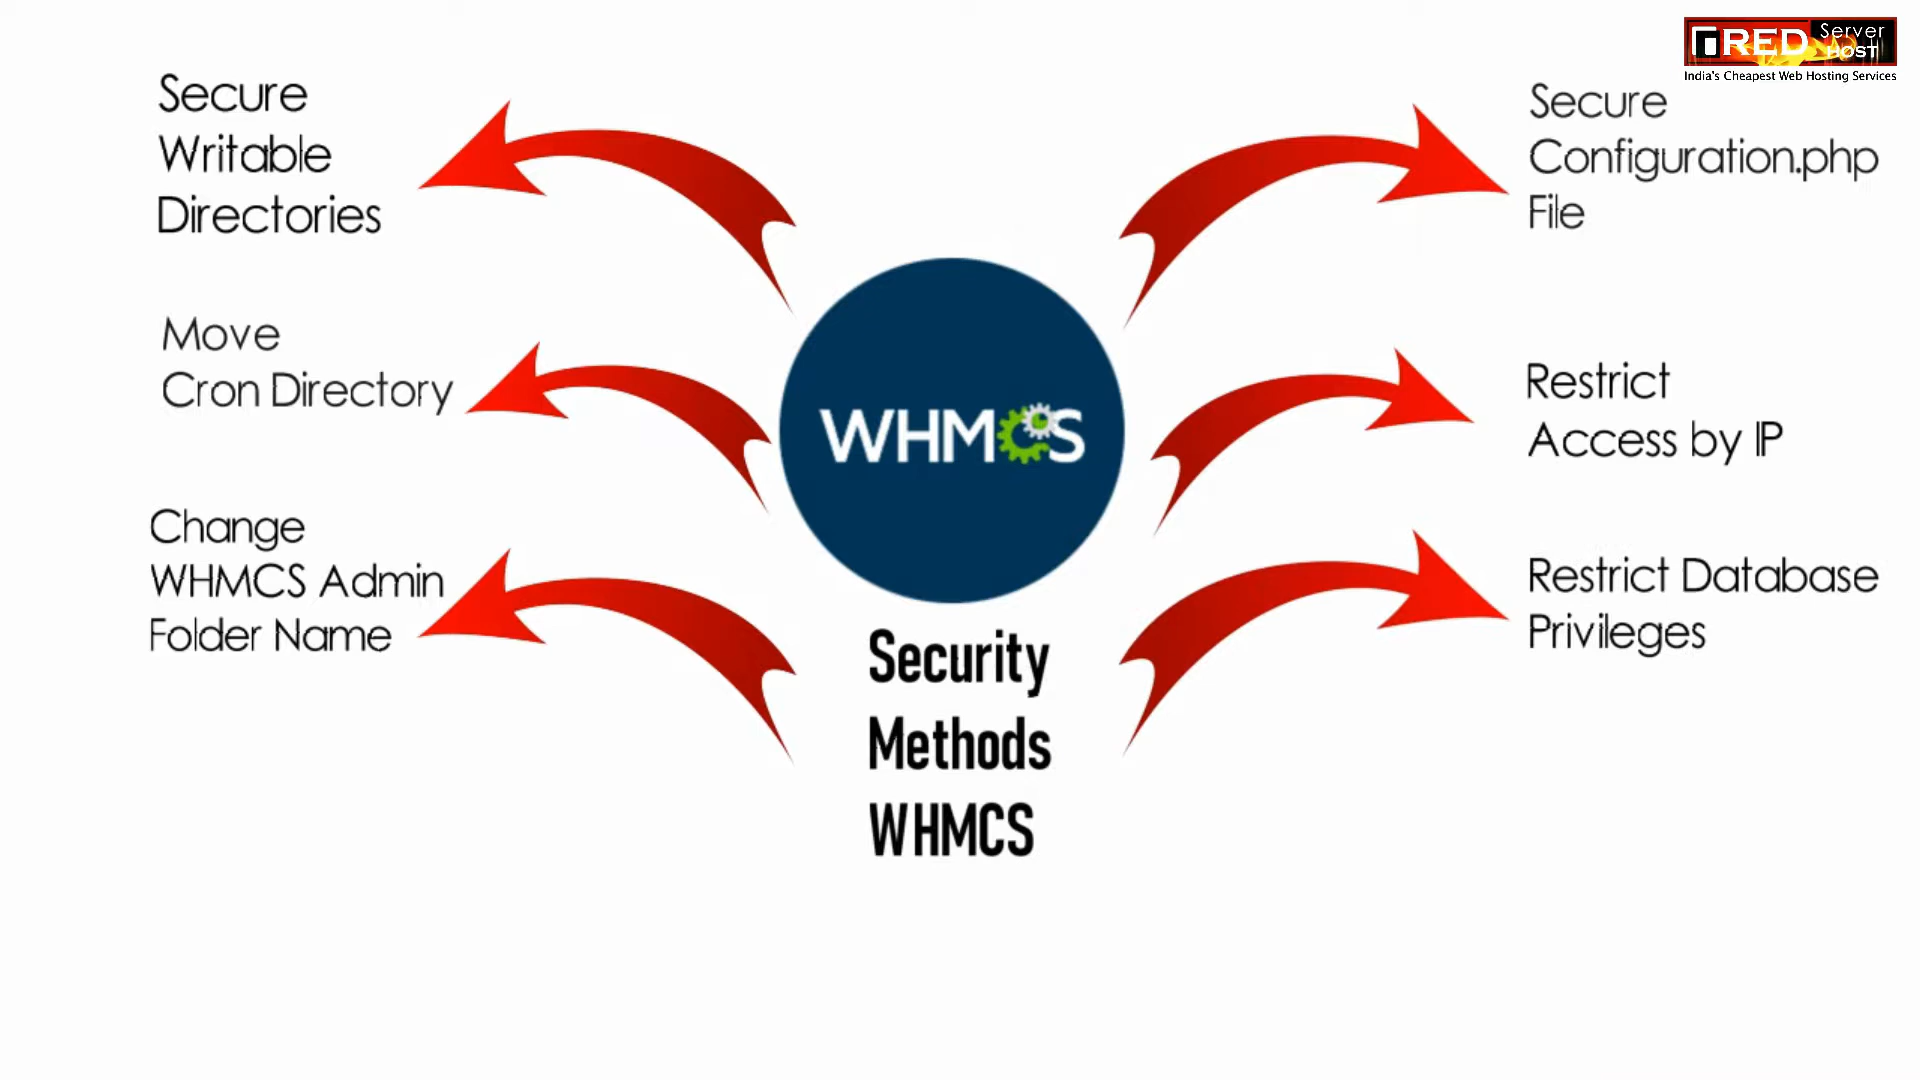 RED Server
HOST
India's Cheapest Web Hosting Services
Secure
Writable
Directories
Move
Cron Directory
Change
WHMCS Admin
Folder Name
WHMCS
Security
Methods
WHMCS
Secure
Configuration.php
File
Restrict
Access by IP
Restrict Database
Privileges